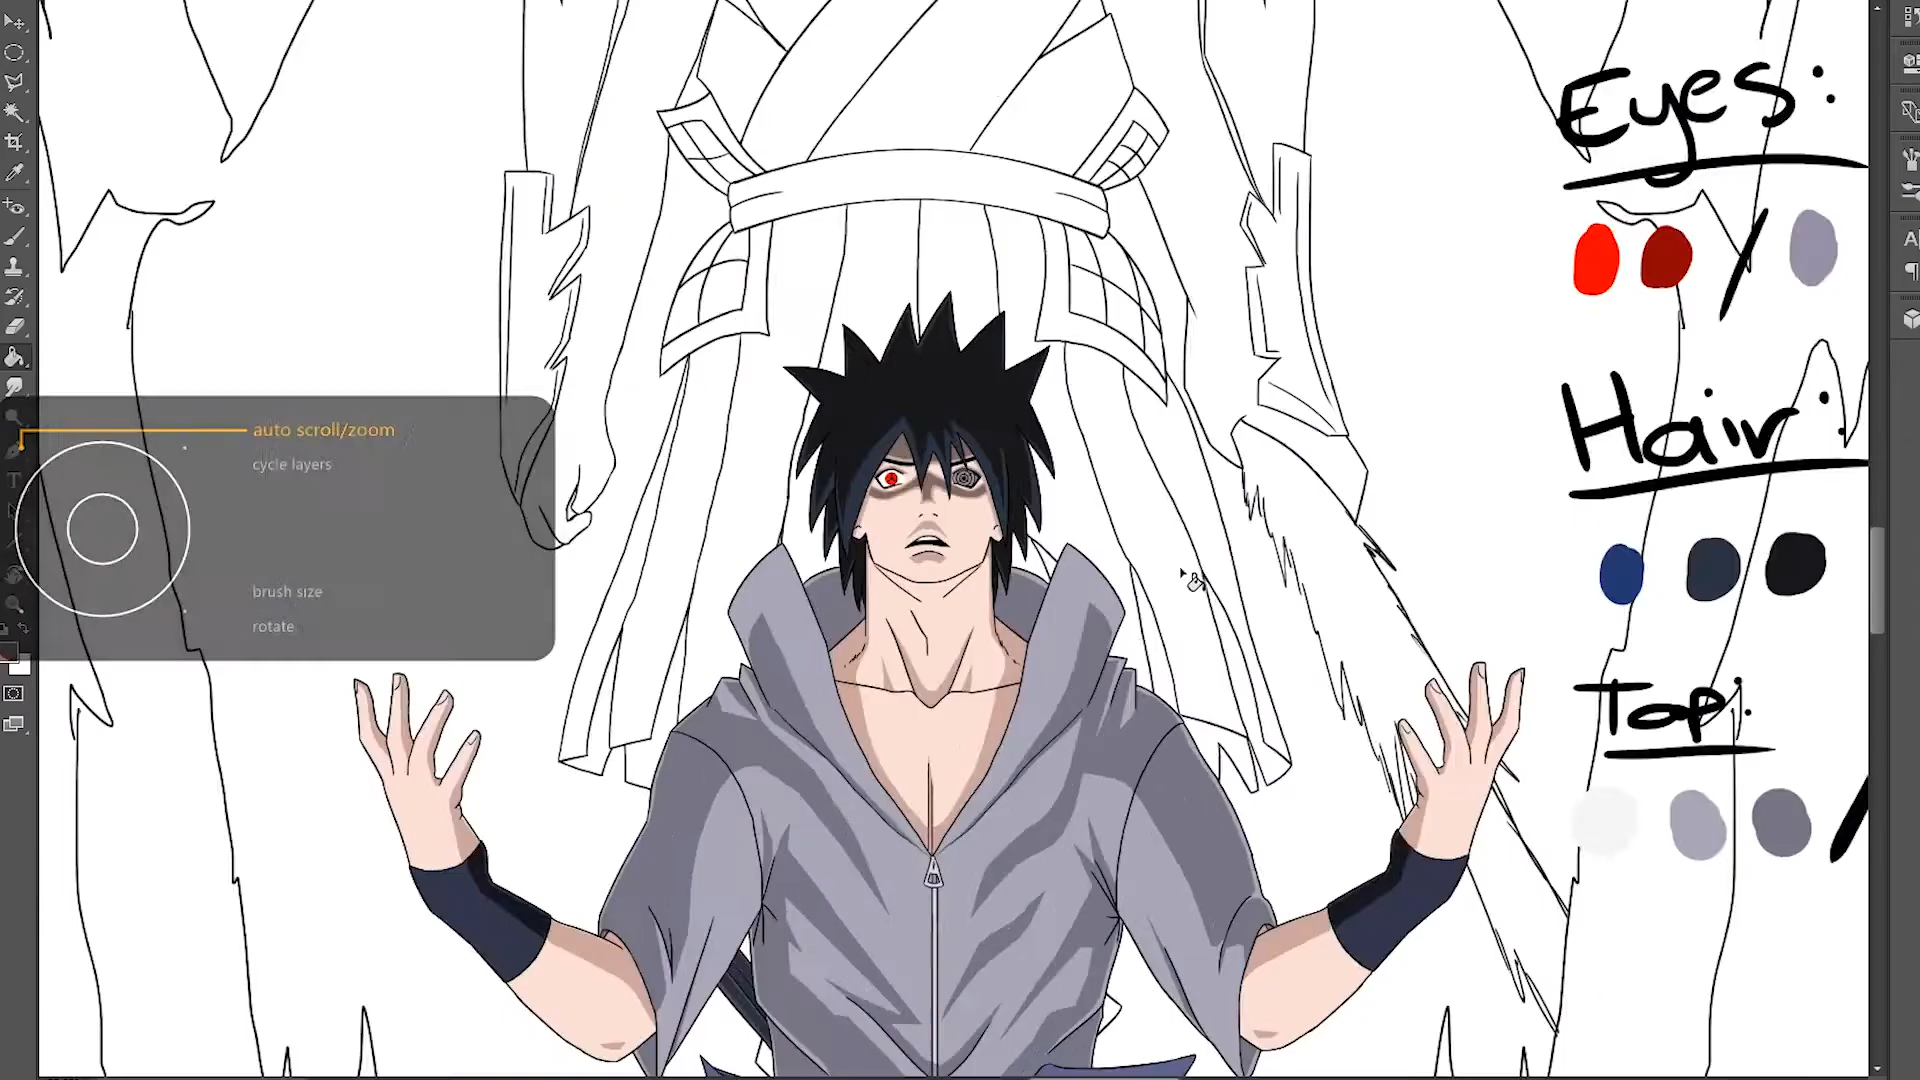 Eyes:
auto scroll/zoom
Hair:
cycle layers
brush size
rotate
Top: